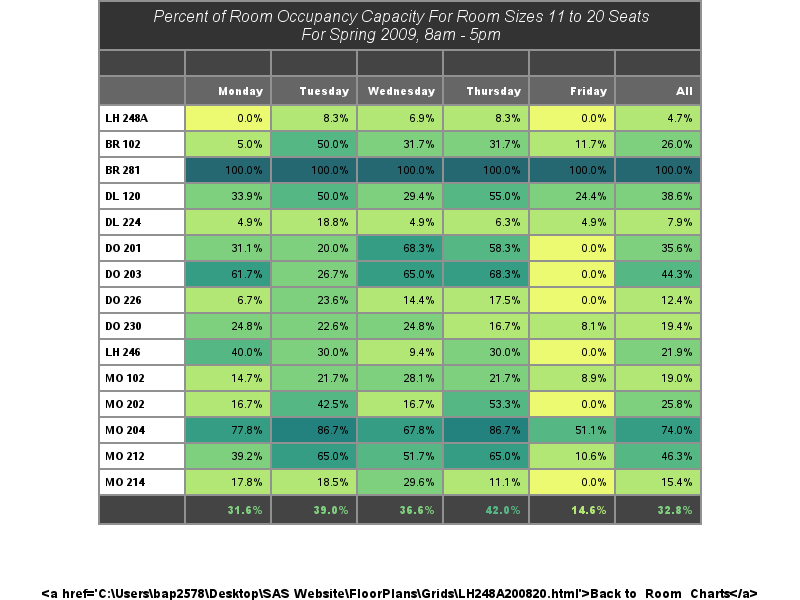 Percent of Room Occupancy Capacity For Room Sizes 11 to 20 Seats
For Spring 2009, 8am - 5pm
Monday Tuesday Wednesday Thursday Friday All
LH 248A 0.0% 8.3% 6.9% 8.3% 0.0% 4.7%
BR 102 5.0% 50.0% 31.7% 31.7% 11.7% 26.0%
BR 281 100.0% 100.0% 100.0% 100.0% 100.0% 100.0%
DL 120 33.9% 50.0% 29.4% 55.0% 24.4% 38.6%
DL 224 4.9% 18.8% 4.9% 6.3% 4.9% 7.9%
DO 201 31.1% 20.0% 68.3% 58.3% 0.0% 35.6%
DO 203 61.7% 26.7% 65.0% 68.3% 0.0% 44.3%
DO 226 6.7% 23.6% 14.4% 17.5% 0.0% 12.4%
DO 230 24.8% 22.6% 24.8% 16.7% 8.1% 19.4%
LH 246 40.0% 30.0% 9.4% 30.0% 0.0% 21.9%
MO 102 14.7% 21.7% 28.1% 21.7% 8.9% 19.0%
MO 202 16.7% 42.5% 16.7% 53.3% 0.0% 25.8%
MO 204 77.8% 86.7% 67.8% 86.7% 51.1% 74.0%
MO 212 39.2% 65.0% 51.7% 65.0% 10.6% 46.3%
MO 214 17.8% 18.5% 29.6% 11.1% 0.0% 15.4%
31.6% 39.0% 36.6% 42.0% 14.6% 32.8%
<a href='C:\Users\bap2578\Desktop\SAS Website\FloorPlans\Grids\LH248A200820.html'>Back to Room Charts</a>